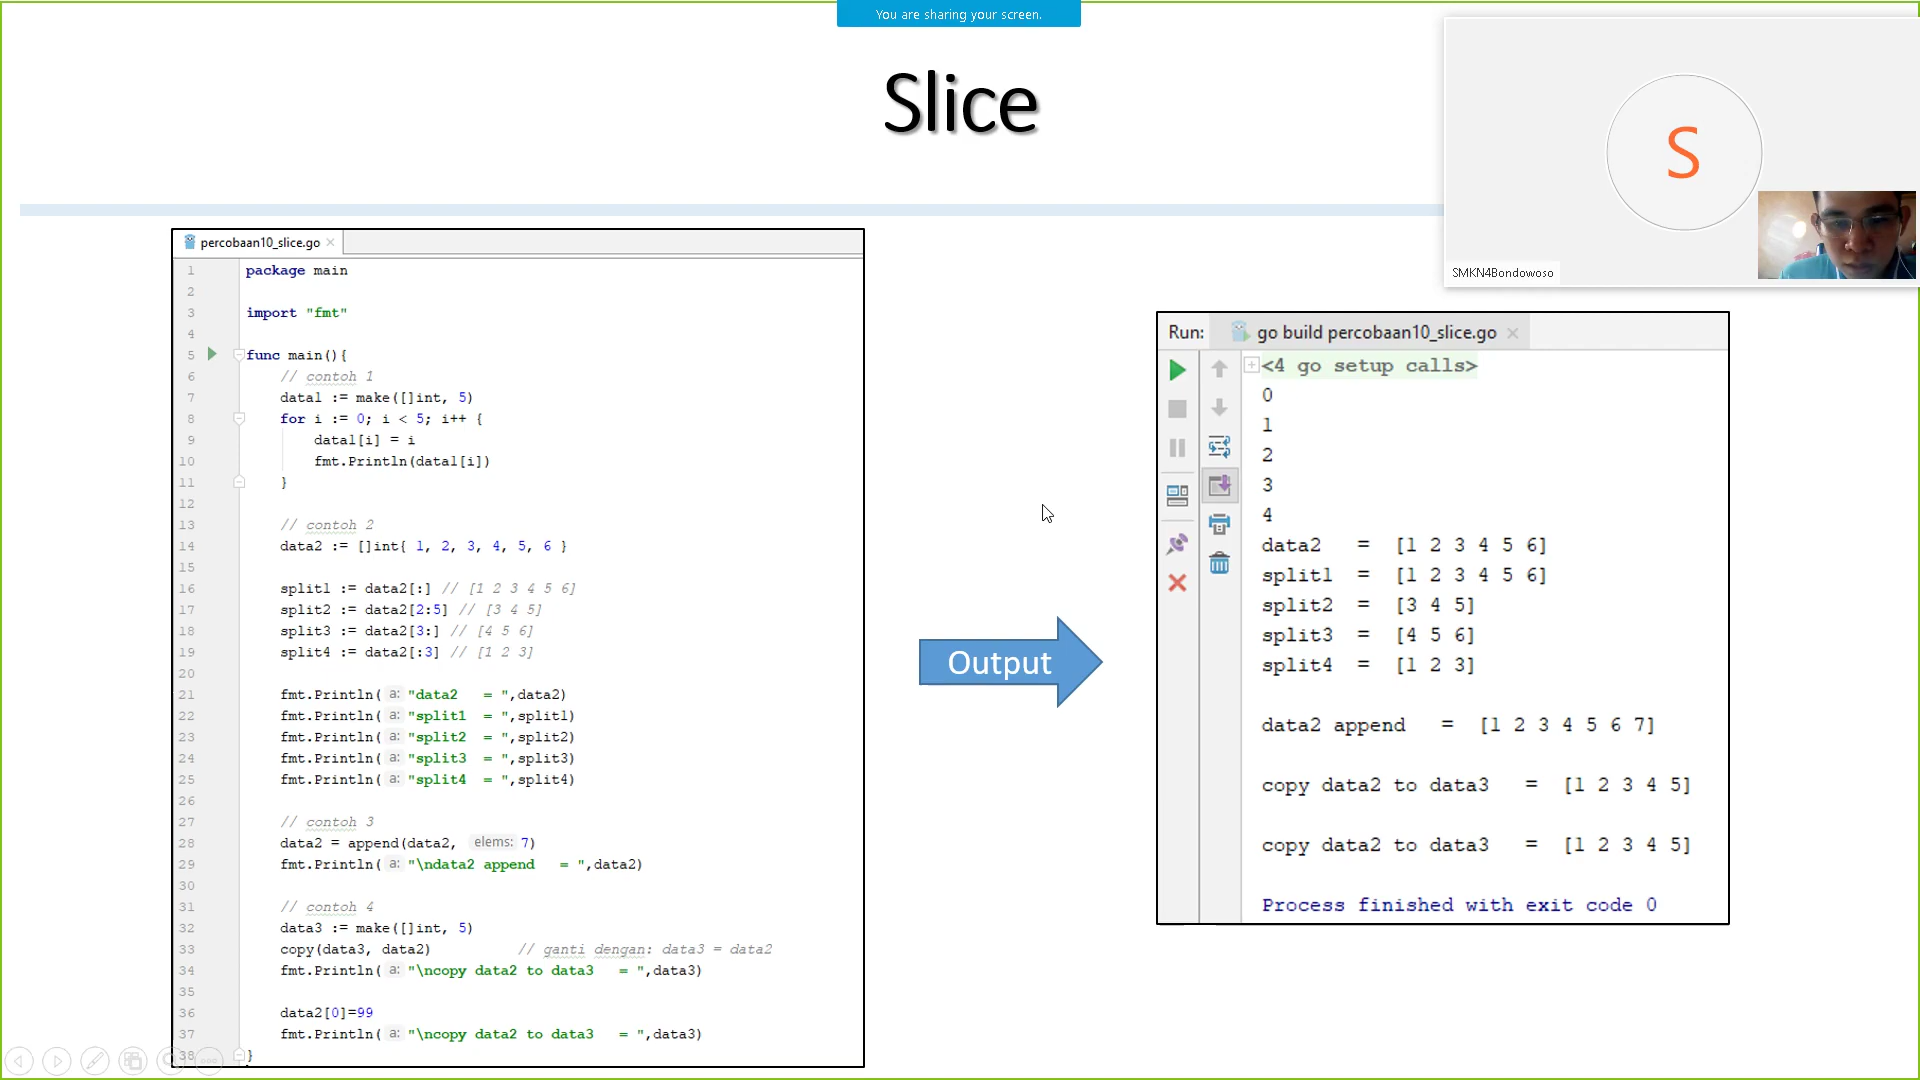 You are sharing your screen.
Slice
S
SMKN4Bondowoso
percobaan10_slice.go
1 package main
2
3 import "fmt"
4
5 func main(){
6 // contoh 1
7 data1 := make([]int, 5)
8 for i := 0; i < 5; i++ {
9 data1[i] = i
10 fmt.Println(data1[i])
11 }
12
13 // contoh 2
14 data2 := []int{ 1, 2, 3, 4, 5, 6 }
15
16 split1 := data2[:] // [1 2 3 4 5 6]
17 split2 := data2[2:5] // [3 4 5]
18 split3 := data2[3:] // [4 5 6]
19 split4 := data2[:3] // [1 2 3]
20
21 fmt.Println( a: "data2   = ",data2)
22 fmt.Println( a: "split1  = ",split1)
23 fmt.Println( a: "split2  = ",split2)
24 fmt.Println( a: "split3  = ",split3)
25 fmt.Println( a: "split4  = ",split4)
26
27 // contoh 3
28 data2 = append(data2,  elems: 7)
29 fmt.Println( a: "\ndata2 append   = ",data2)
30
31 // contoh 4
32 data3 := make([]int, 5)
33 copy(data3, data2) // ganti dengan: data3 = data2
34 fmt.Println( a: "\ncopy data2 to data3   = ",data3)
35
36 data2[0]=99
37 fmt.Println( a: "\ncopy data2 to data3   = ",data3)
38 }
Output
Run: go build percobaan10_slice.go
<4 go setup calls>
0
1
2
3
4
data2   =  [1 2 3 4 5 6]
split1  =  [1 2 3 4 5 6]
split2  =  [3 4 5]
split3  =  [4 5 6]
split4  =  [1 2 3]
data2 append   =  [1 2 3 4 5 6 7]
copy data2 to data3   =  [1 2 3 4 5]
copy data2 to data3   =  [1 2 3 4 5]
Process finished with exit code 0